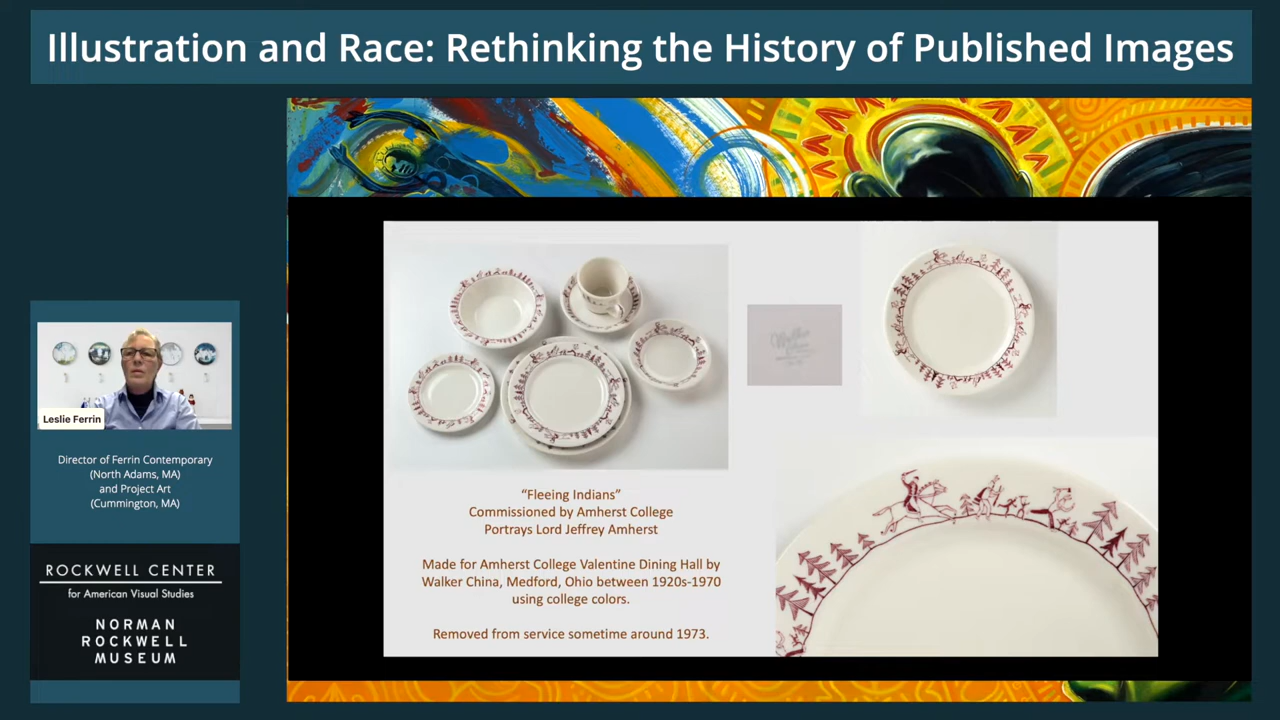 Illustration and Race: Rethinking the History of Published Images
Leslie Ferrin
Director of Ferrin Contemporary
(North Adams, MA)
and Project Art
(Cummington, MA)
ROCKWELL CENTER
for American Visual Studies
NORMAN
ROCKWELL
MUSEUM
“Fleeing Indians”
Commissioned by Amherst College
Portrays Lord Jeffrey Amherst
Made for Amherst College Valentine Dining Hall by
Walker China, Medford, Ohio between 1920s-1970
using college colors.
Removed from service sometime around 1973.